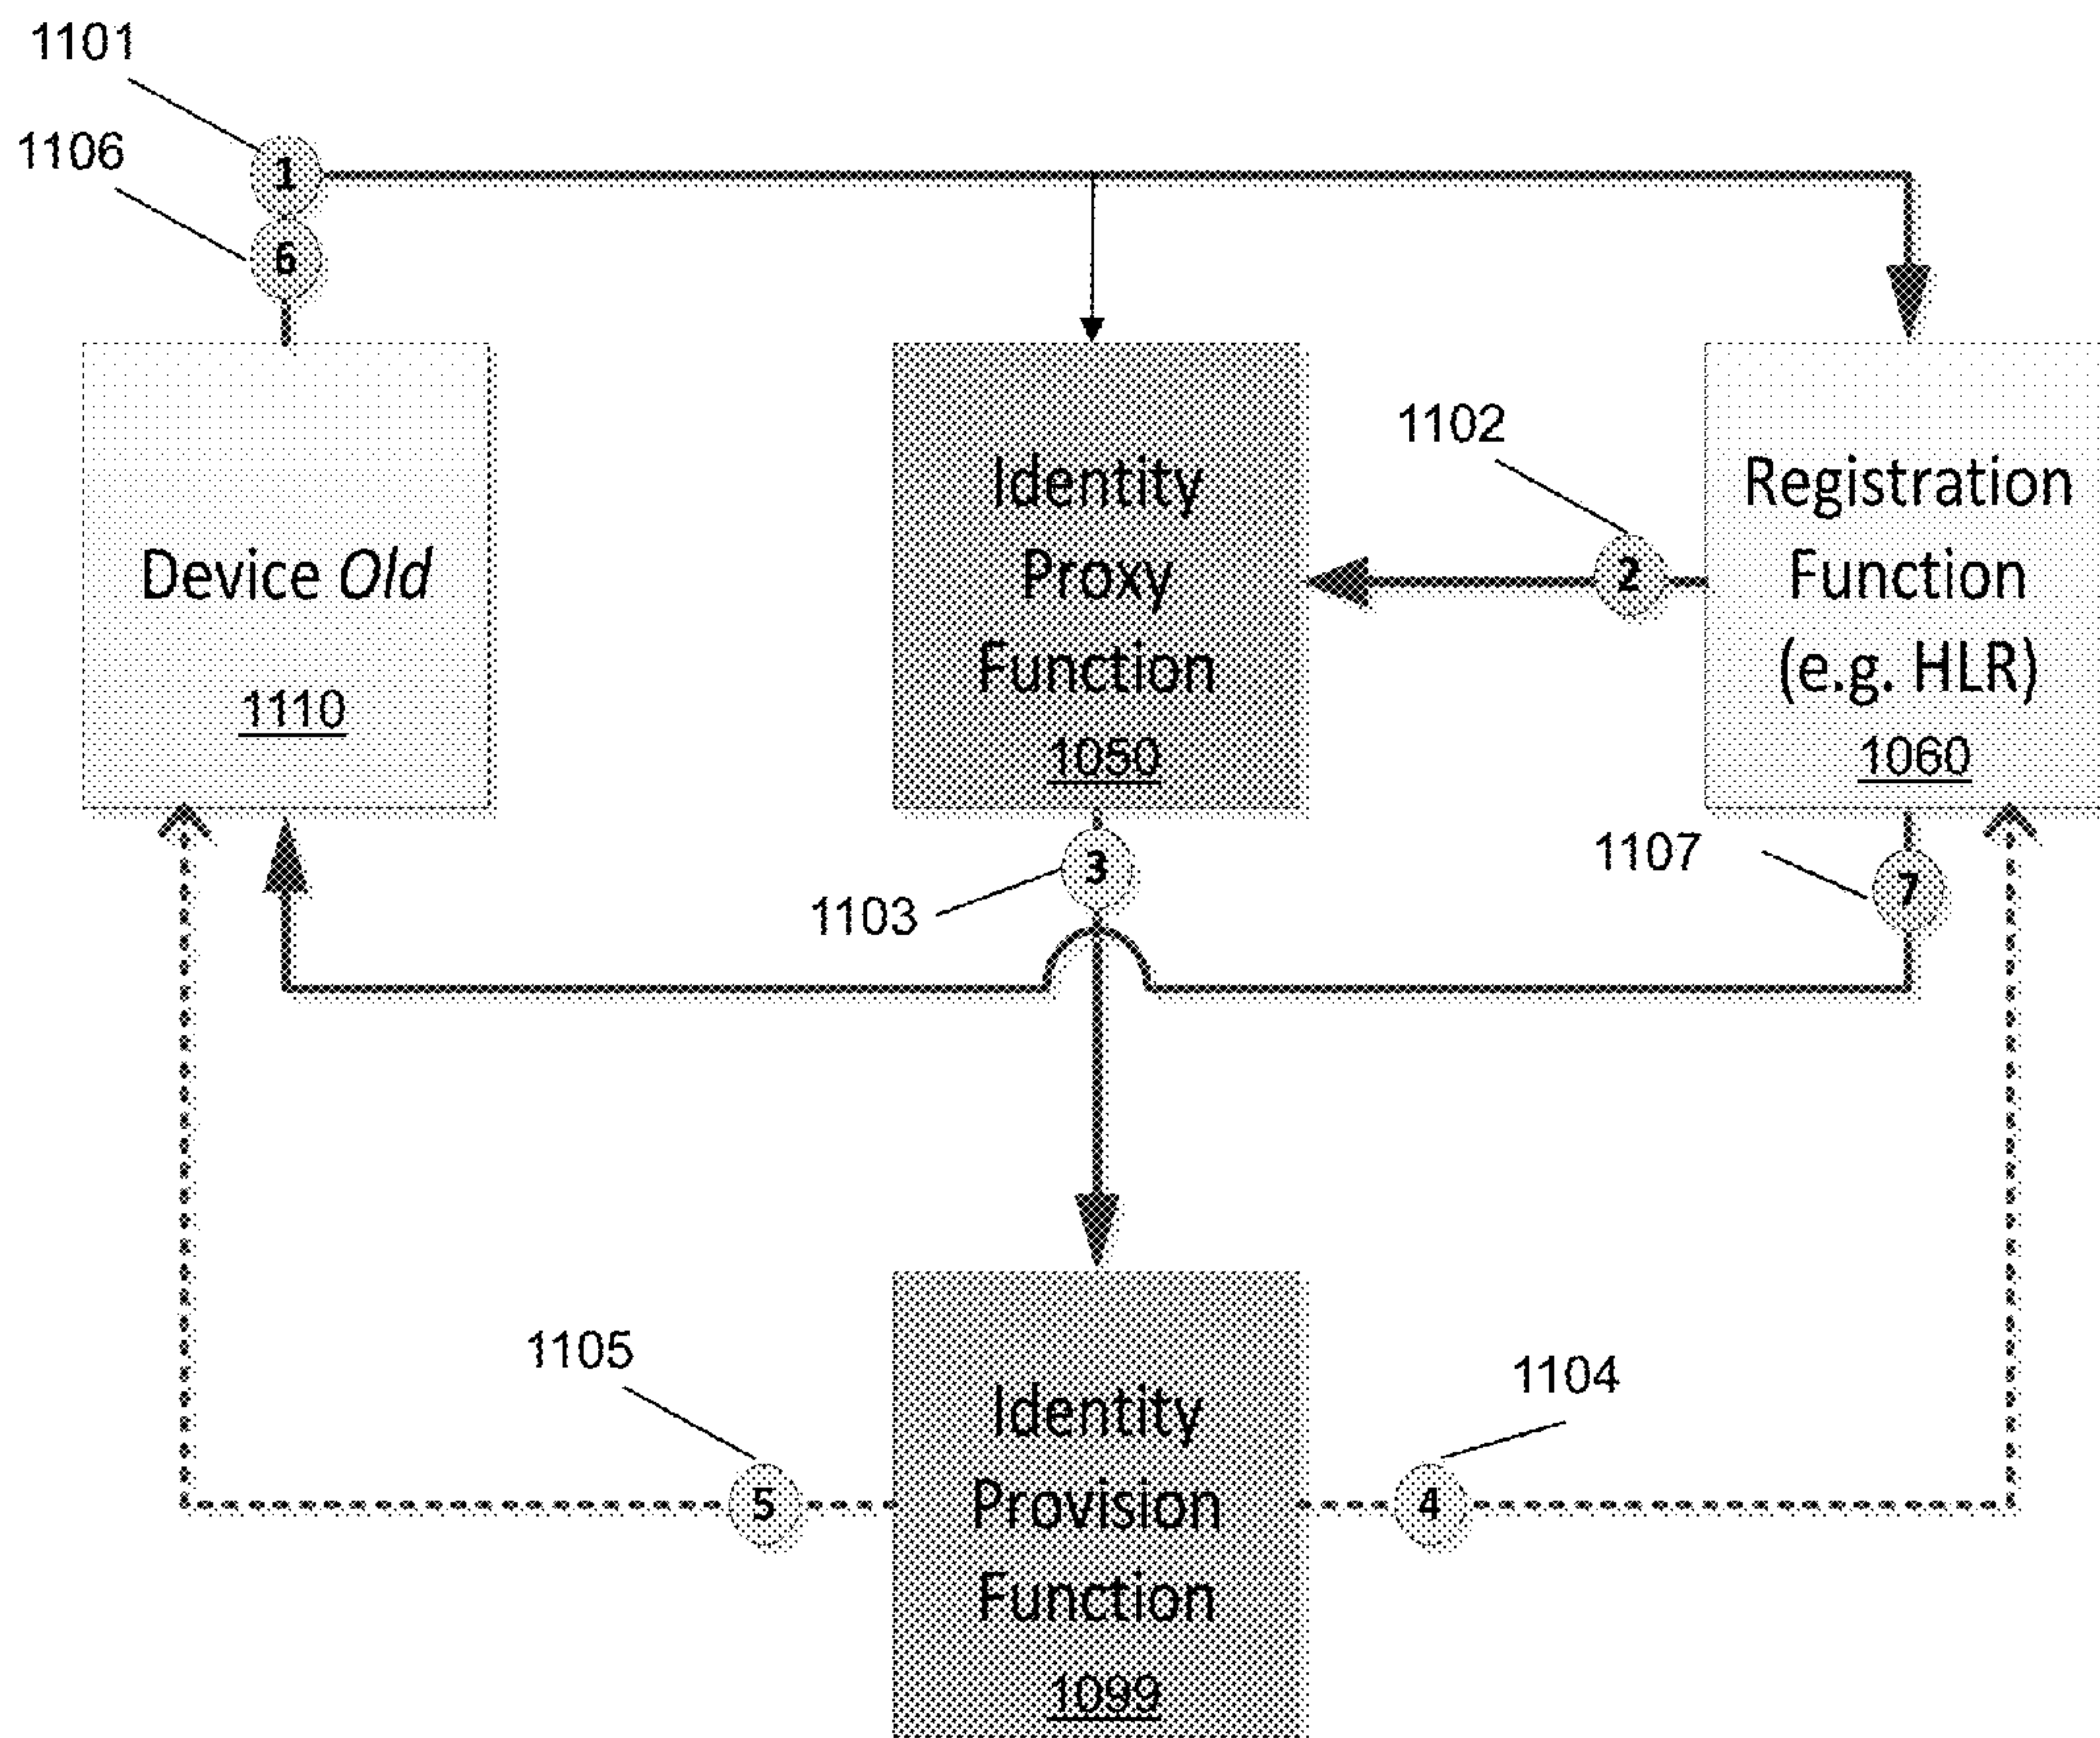 1101
1106
1
6
1102
Device Old
1110
Identity
Proxy
Function
1050
2
Registration
Function
(e.g. HLR)
1060
3
1103
1107
7
1105
1104
5
4
Identity
Provision
Function
1099